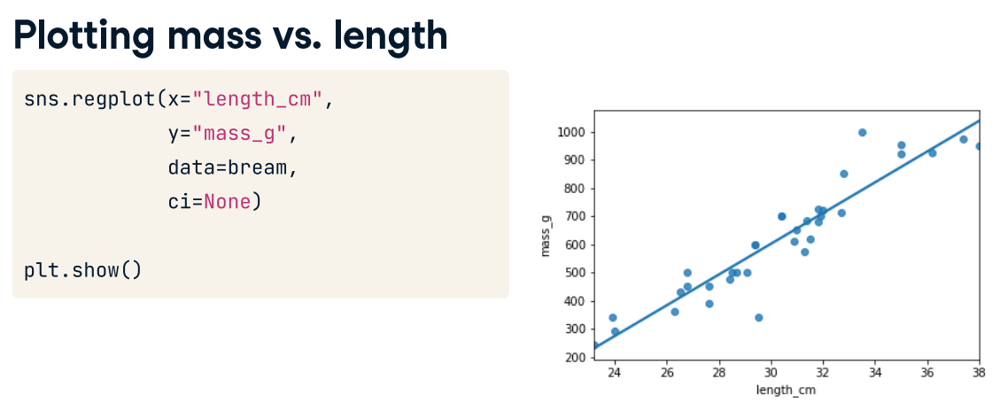 Plotting mass vs. length
sns.regplot(x="length_cm",
y="mass_g",
data=bream,
ci=None)
plt.show()
1000
900
800
700
600
500
400
300
200
mass_g
24 26 28 30 32 34 36 38
length_cm